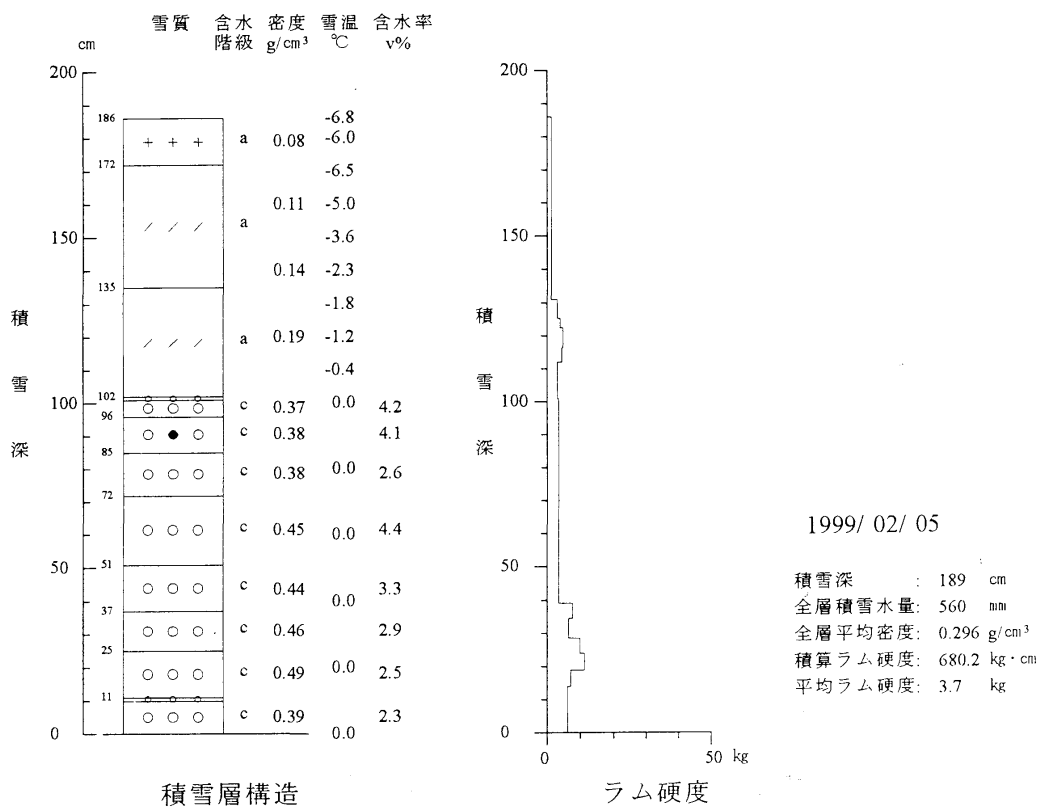 雪質 含水 密度 雪温 含水率
cm 階級 g/cm³ ℃ v%
200
186 -6.8
a 0.08 -6.0
172 -6.5
0.11 -5.0
a
150 -3.6
0.14 -2.3
135 -1.8
a 0.19 -1.2
-0.4
102 0.0
100 c 0.37 4.2
96
c 0.38 4.1
85
c 0.38 0.0 2.6
72
c 0.45 0.0 4.4
51
50
c 0.44 3.3
0.0
37
c 0.46 2.9
25
0.0
c 0.49 2.5
11
c 0.39 2.3
0 0.0
積雪深
積雪層構造
200
150
100
50
0
0 50 kg
積雪深
ラム硬度
1999/ 02/ 05
積雪深 : 189 cm
全層積雪水量: 560 mm
全層平均密度: 0.296 g/cm³
積算ラム硬度: 680.2 kg・cm
平均ラム硬度: 3.7 kg